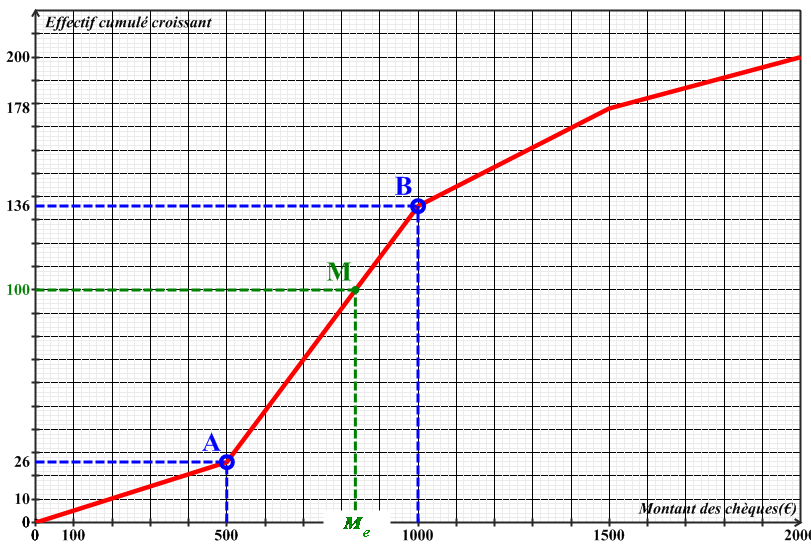 Effectif cumulé croissant
200
178
B
136
M
100
A
26
10
Montant des chèques(€)
0
0 100 500 Me 1000 1500 2000